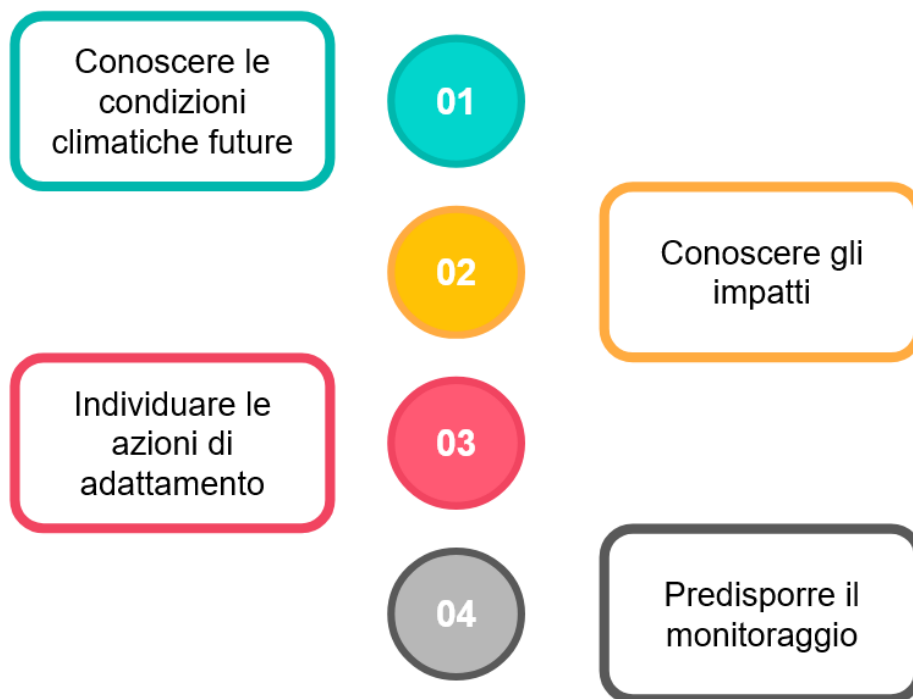 Conoscere le
condizioni
climatiche future
01
02
Conoscere gli
impatti
Individuare le
azioni di
adattamento
03
04
Predisporre il
monitoraggio